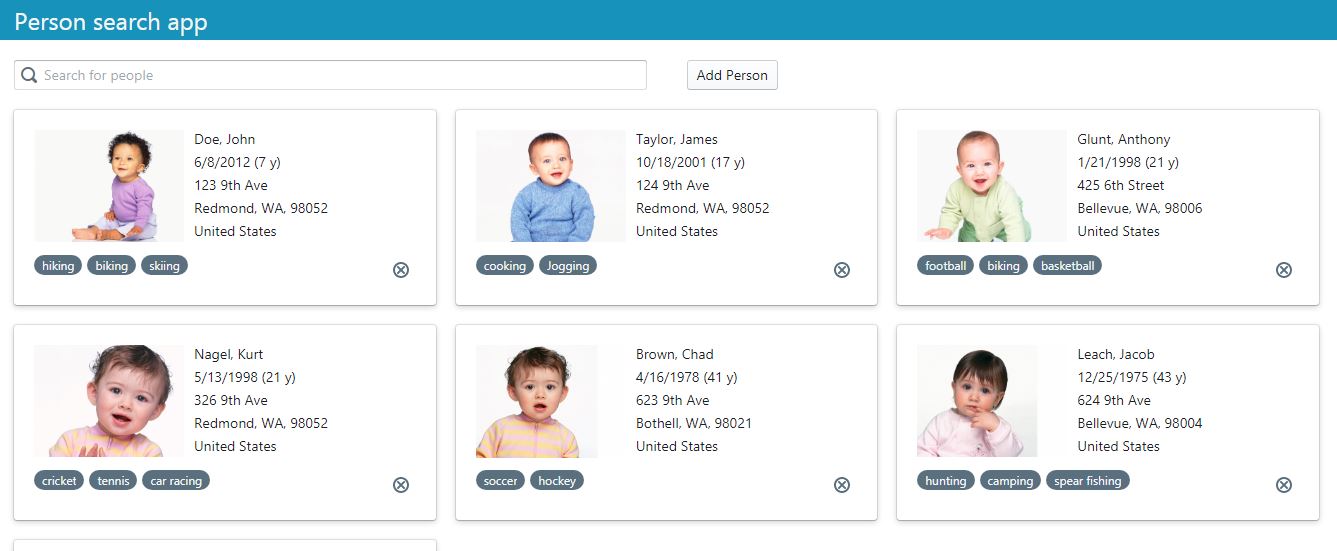 Person search app
Search for people
Add Person
Doe, John
6/8/2012 (7 y)
123 9th Ave
Redmond, WA, 98052
United States
hiking biking skiing
Taylor, James
10/18/2001 (17 y)
124 9th Ave
Redmond, WA, 98052
United States
cooking Jogging
Glunt, Anthony
1/21/1998 (21 y)
425 6th Street
Bellevue, WA, 98006
United States
football biking basketball
Nagel, Kurt
5/13/1998 (21 y)
326 9th Ave
Redmond, WA, 98052
United States
cricket tennis car racing
Brown, Chad
4/16/1978 (41 y)
623 9th Ave
Bothell, WA, 98021
United States
soccer hockey
Leach, Jacob
12/25/1975 (43 y)
624 9th Ave
Bellevue, WA, 98004
United States
hunting camping spear fishing